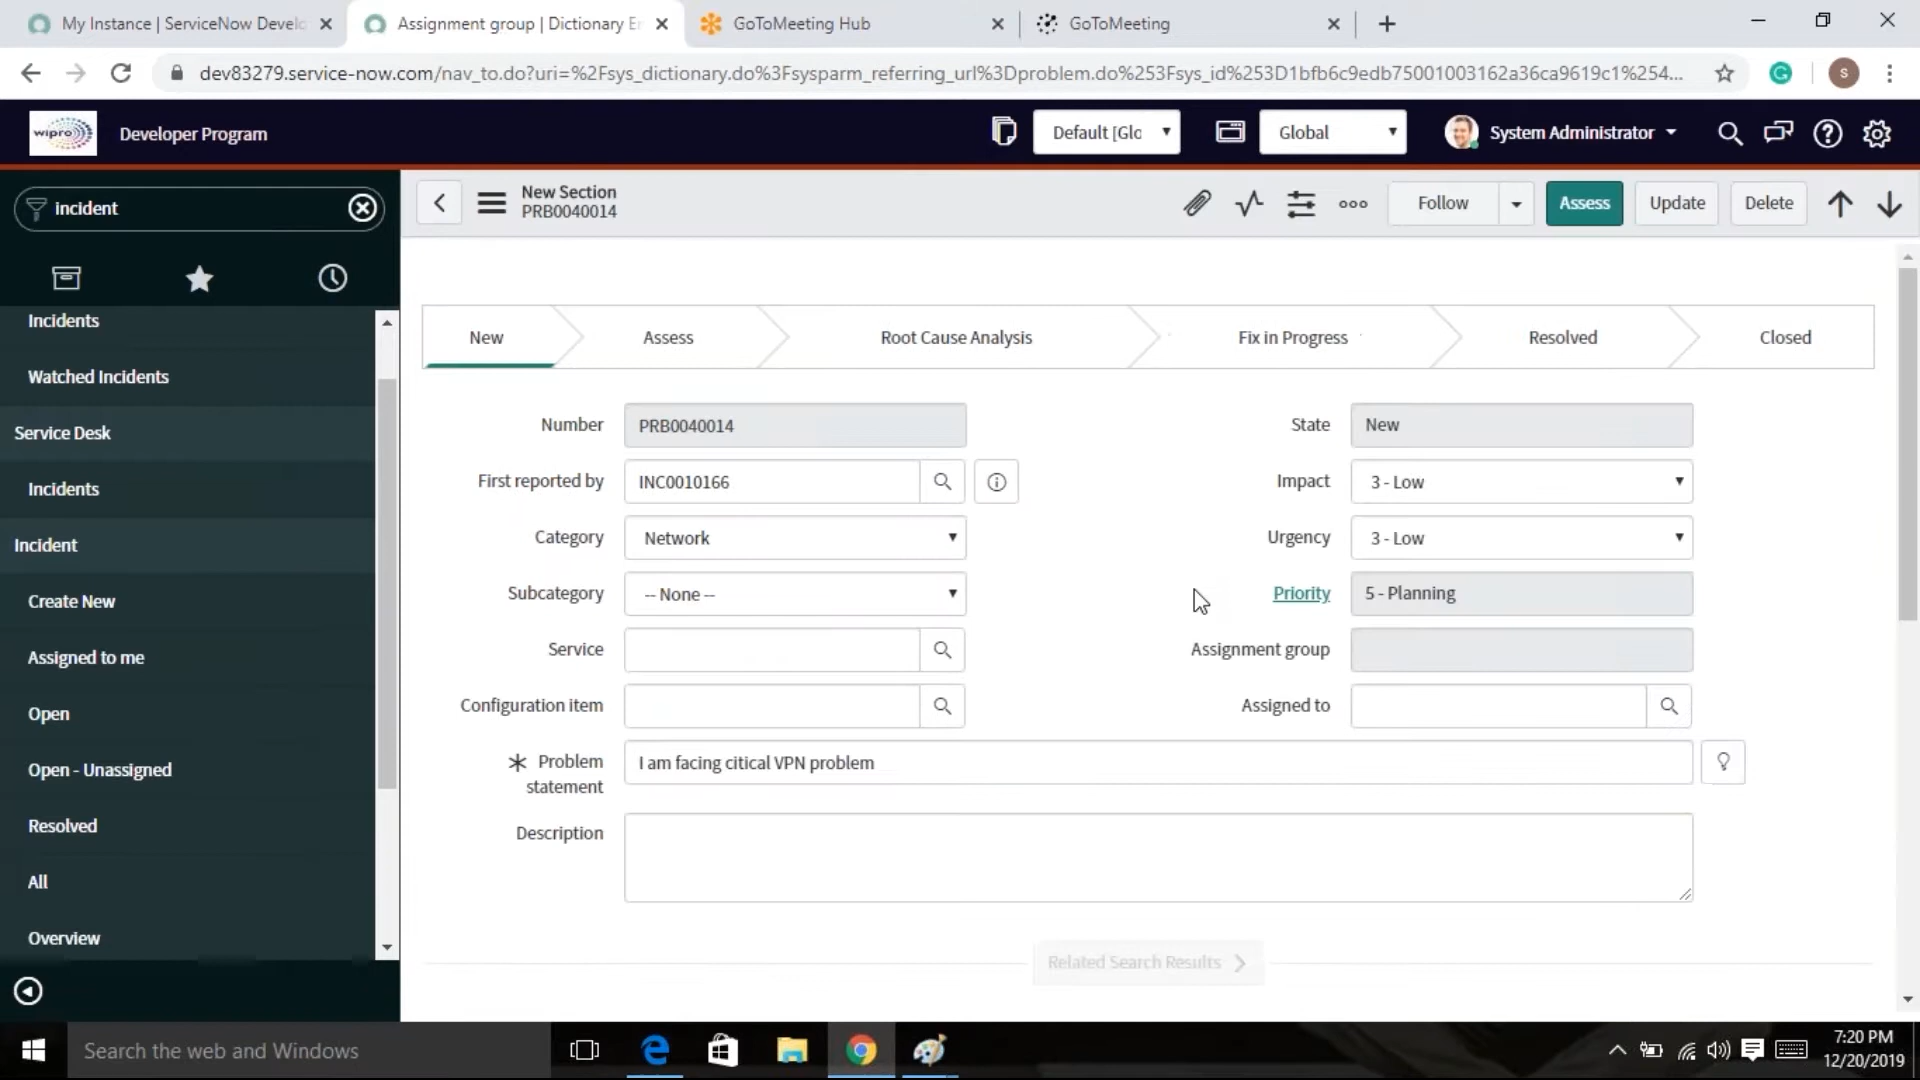 My Instance | ServiceNow Develo
Assignment group | Dictionary En
GoToMeeting Hub
GoToMeeting
dev83279.service-now.com/nav_to.do?uri=%2Fsys_dictionary.do%3Fsysparm_referring_url%3Dproblem.do%253Fsys_id%253D1bfb6c9edb75001003162a36ca9619c1%254...
s
wipro
Developer Program
Default [Glo
Global
System Administrator
incident
New Section
PRB0040014
Follow
Assess
Update
Delete
Incidents
Watched Incidents
Service Desk
Incidents
Incident
Create New
Assigned to me
Open
Open - Unassigned
Resolved
All
Overview
New
Assess
Root Cause Analysis
Fix in Progress
Resolved
Closed
Number
PRB0040014
State
New
First reported by
INC0010166
Impact
3 - Low
Category
Network
Urgency
3 - Low
Subcategory
-- None --
Priority
5 - Planning
Service
Assignment group
Configuration item
Assigned to
Problem
statement
I am facing citical VPN problem
Description
Related Search Results
Search the web and Windows
7:20 PM
12/20/2019